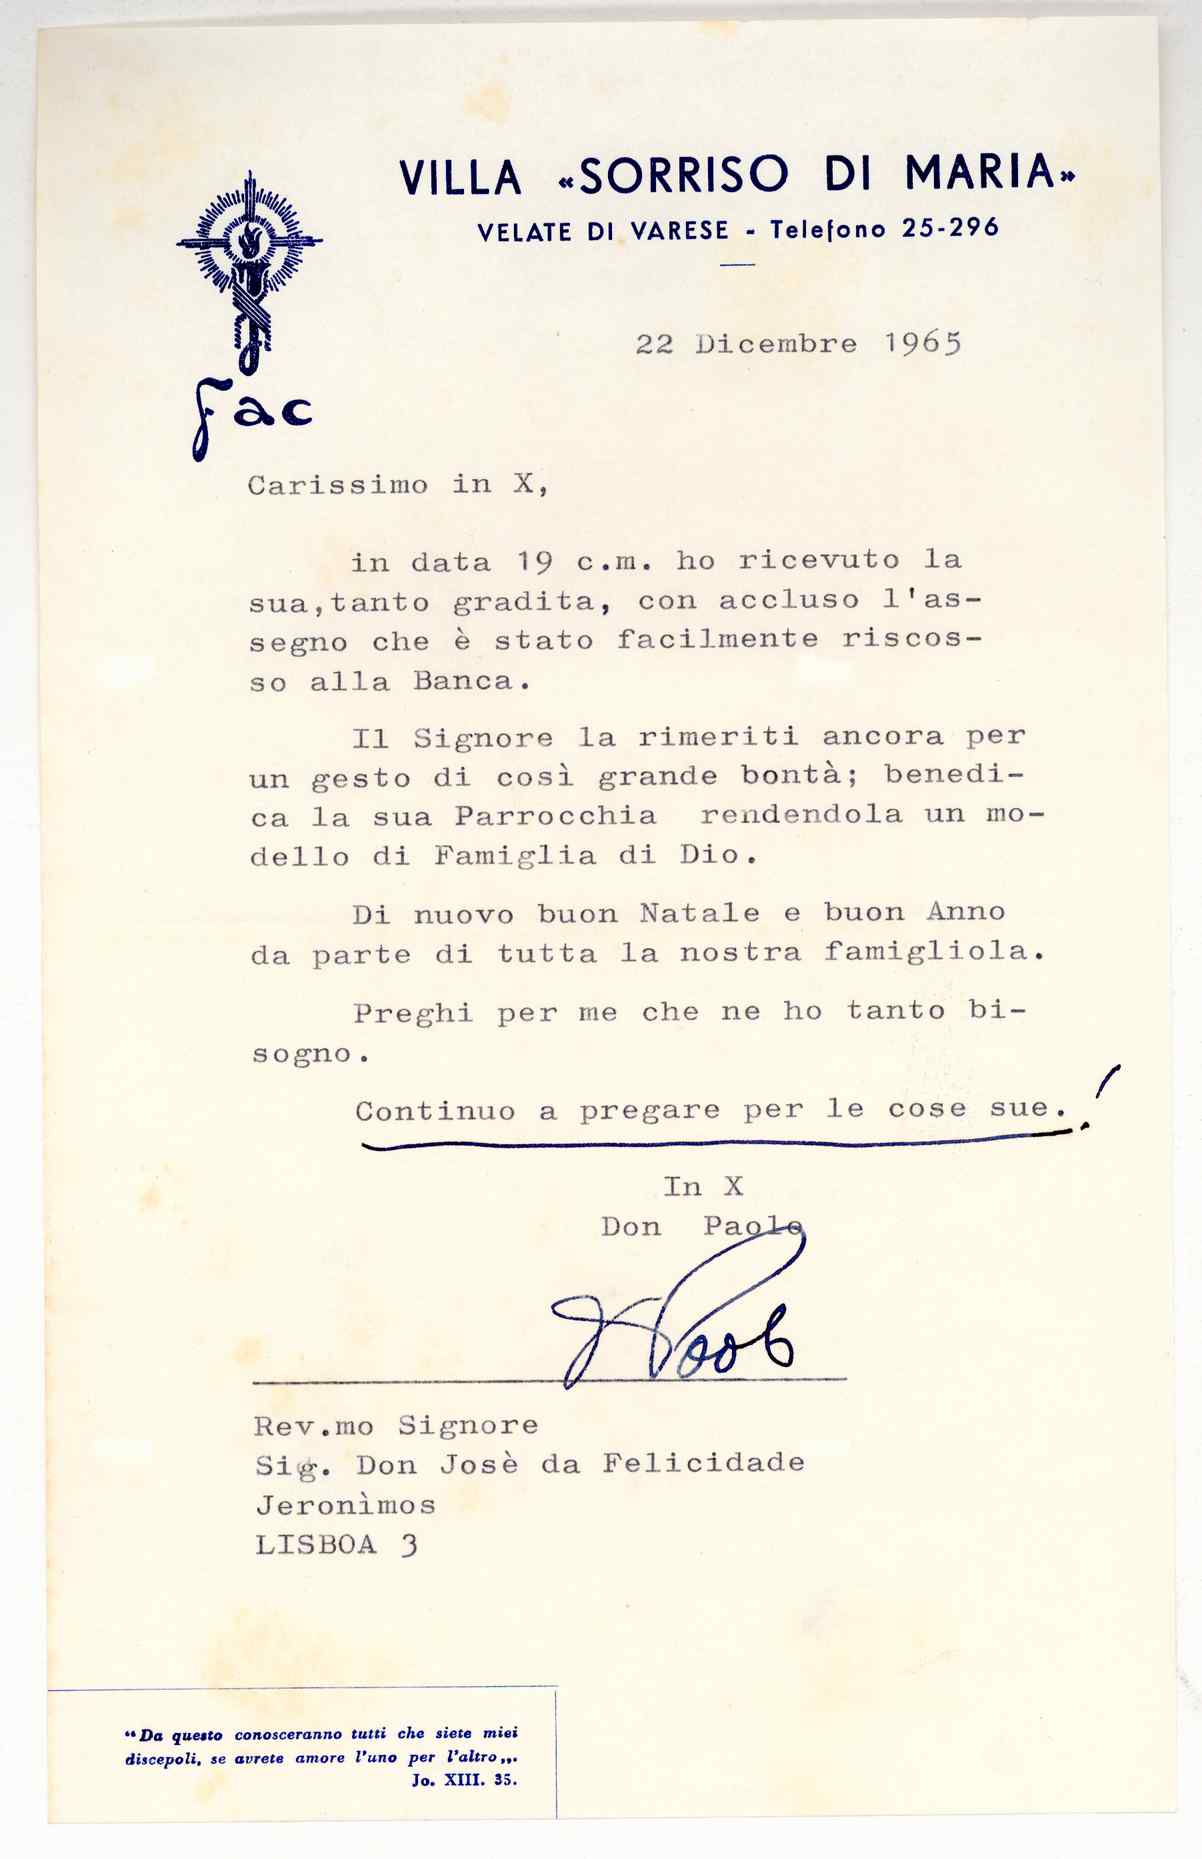 VILLA «SORRISO DI MARIA»
VELATE DI VARESE - Telefono 25-296
Fac
22 Dicembre 1965
Carissimo in X,
in data 19 c.m. ho ricevuto la
sua,tanto gradita, con accluso l'as-
segno che è stato facilmente riscos-
so alla Banca.
Il Signore la rimeriti ancora per
un gesto di così grande bontà; benedi-
ca la sua Parrocchia rendendola un mo-
dello di Famiglia di Dio.
Di nuovo buon Natale e buon Anno
da parte di tutta la nostra famigliola.
Preghi per me che ne ho tanto bi-
sogno.
Continuo a pregare per le cose sue. !
In X
Don Paolo
d Paolo
Rev.mo Signore
Sig. Don Josè da Felicidade
Jeronìmos
LISBOA 3
“Da questo conosceranno tutti che siete miei
discepoli, se avrete amore l'uno per l'altro„.
Jo. XIII. 35.